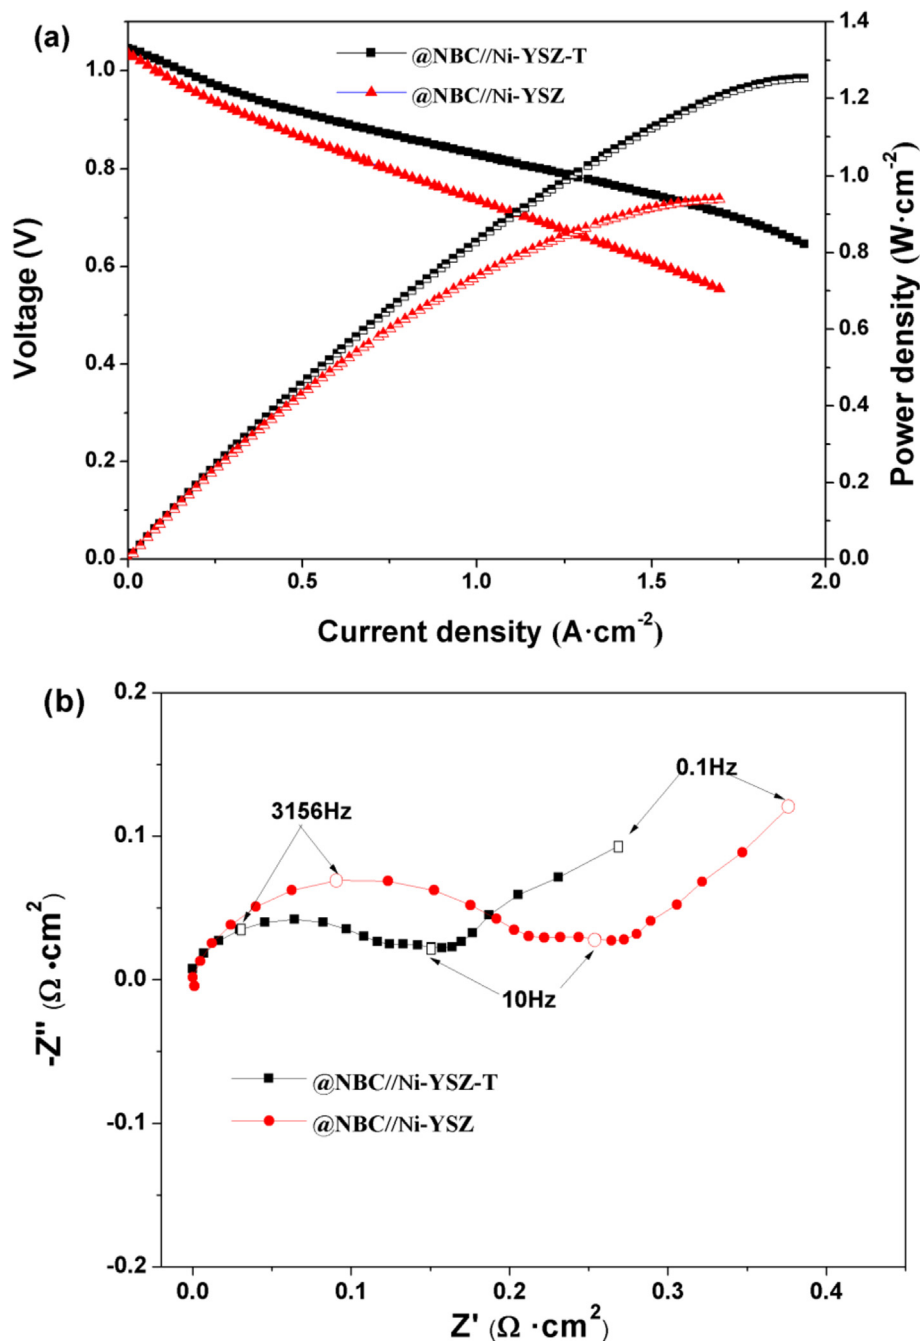 (a)
@NBC//Ni-YSZ-T
@NBC//Ni-YSZ
Voltage (V)
1.0
0.8
0.6
0.4
0.2
0.0
Power density (W·cm-2)
1.4
1.2
1.0
0.8
0.6
0.4
0.2
0.0
0.0 0.5 1.0 1.5 2.0
Current density (A·cm-2)
(b)
-Z'' (Ω·cm2)
0.2
0.1
0.0
-0.1
-0.2
3156Hz
0.1Hz
10Hz
@NBC//Ni-YSZ-T
@NBC//Ni-YSZ
0.0 0.1 0.2 0.3 0.4
Z' (Ω·cm2)